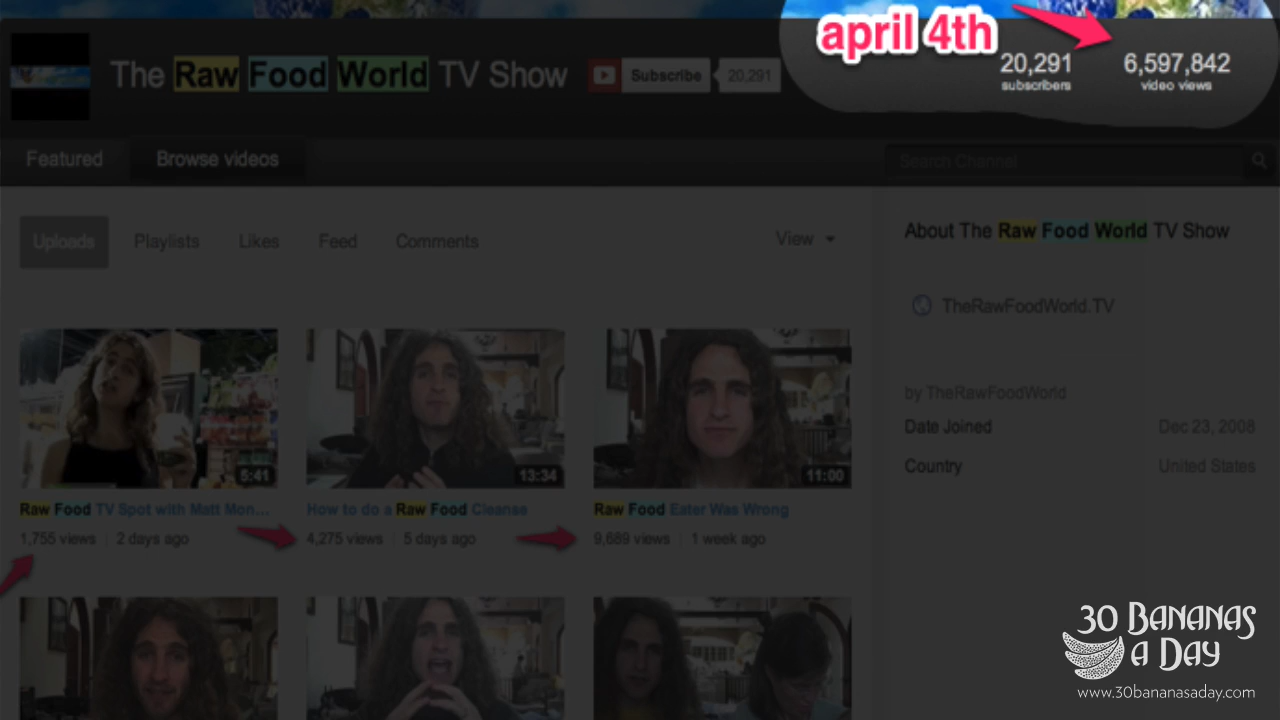 april 4th
20,291
subscribers
6,597,842
video views
The Raw Food World TV Show
Subscribe
20,291
Featured
Browse videos
Search Channel
Uploads
Playlists
Likes
Feed
Comments
View
5:41
Raw Food TV Spot with Matt Mon...
1,755 views
2 days ago
13:34
How to do a Raw Food Cleanse
4,275 views
5 days ago
11:00
Raw Food Eater Was Wrong
9,689 views
1 week ago
About The Raw Food World TV Show
TheRawFoodWorld.TV
by TheRawFoodWorld
Date Joined
Dec 23, 2008
Country
United States
30 BANANAS
A DAY
www.30bananasaday.com